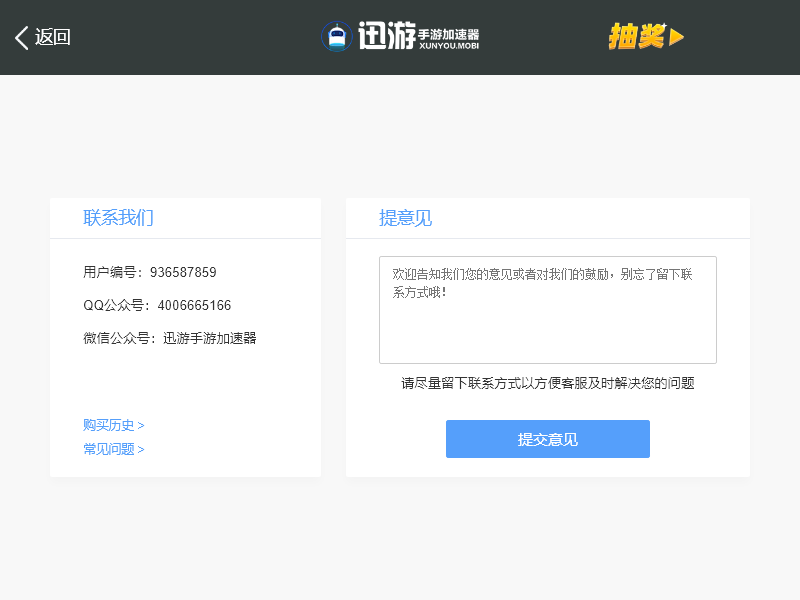 返回
迅游手游加速器
XUNYOU.MOBI
抽奖
联系我们
用户编号：936587859
QQ公众号：4006665166
微信公众号：迅游手游加速器
购买历史 >
常见问题 >
提意见
欢迎告知我们您的意见或者对我们的鼓励，别忘了留下联
系方式哦！
请尽量留下联系方式以方便客服及时解决您的问题
提交意见